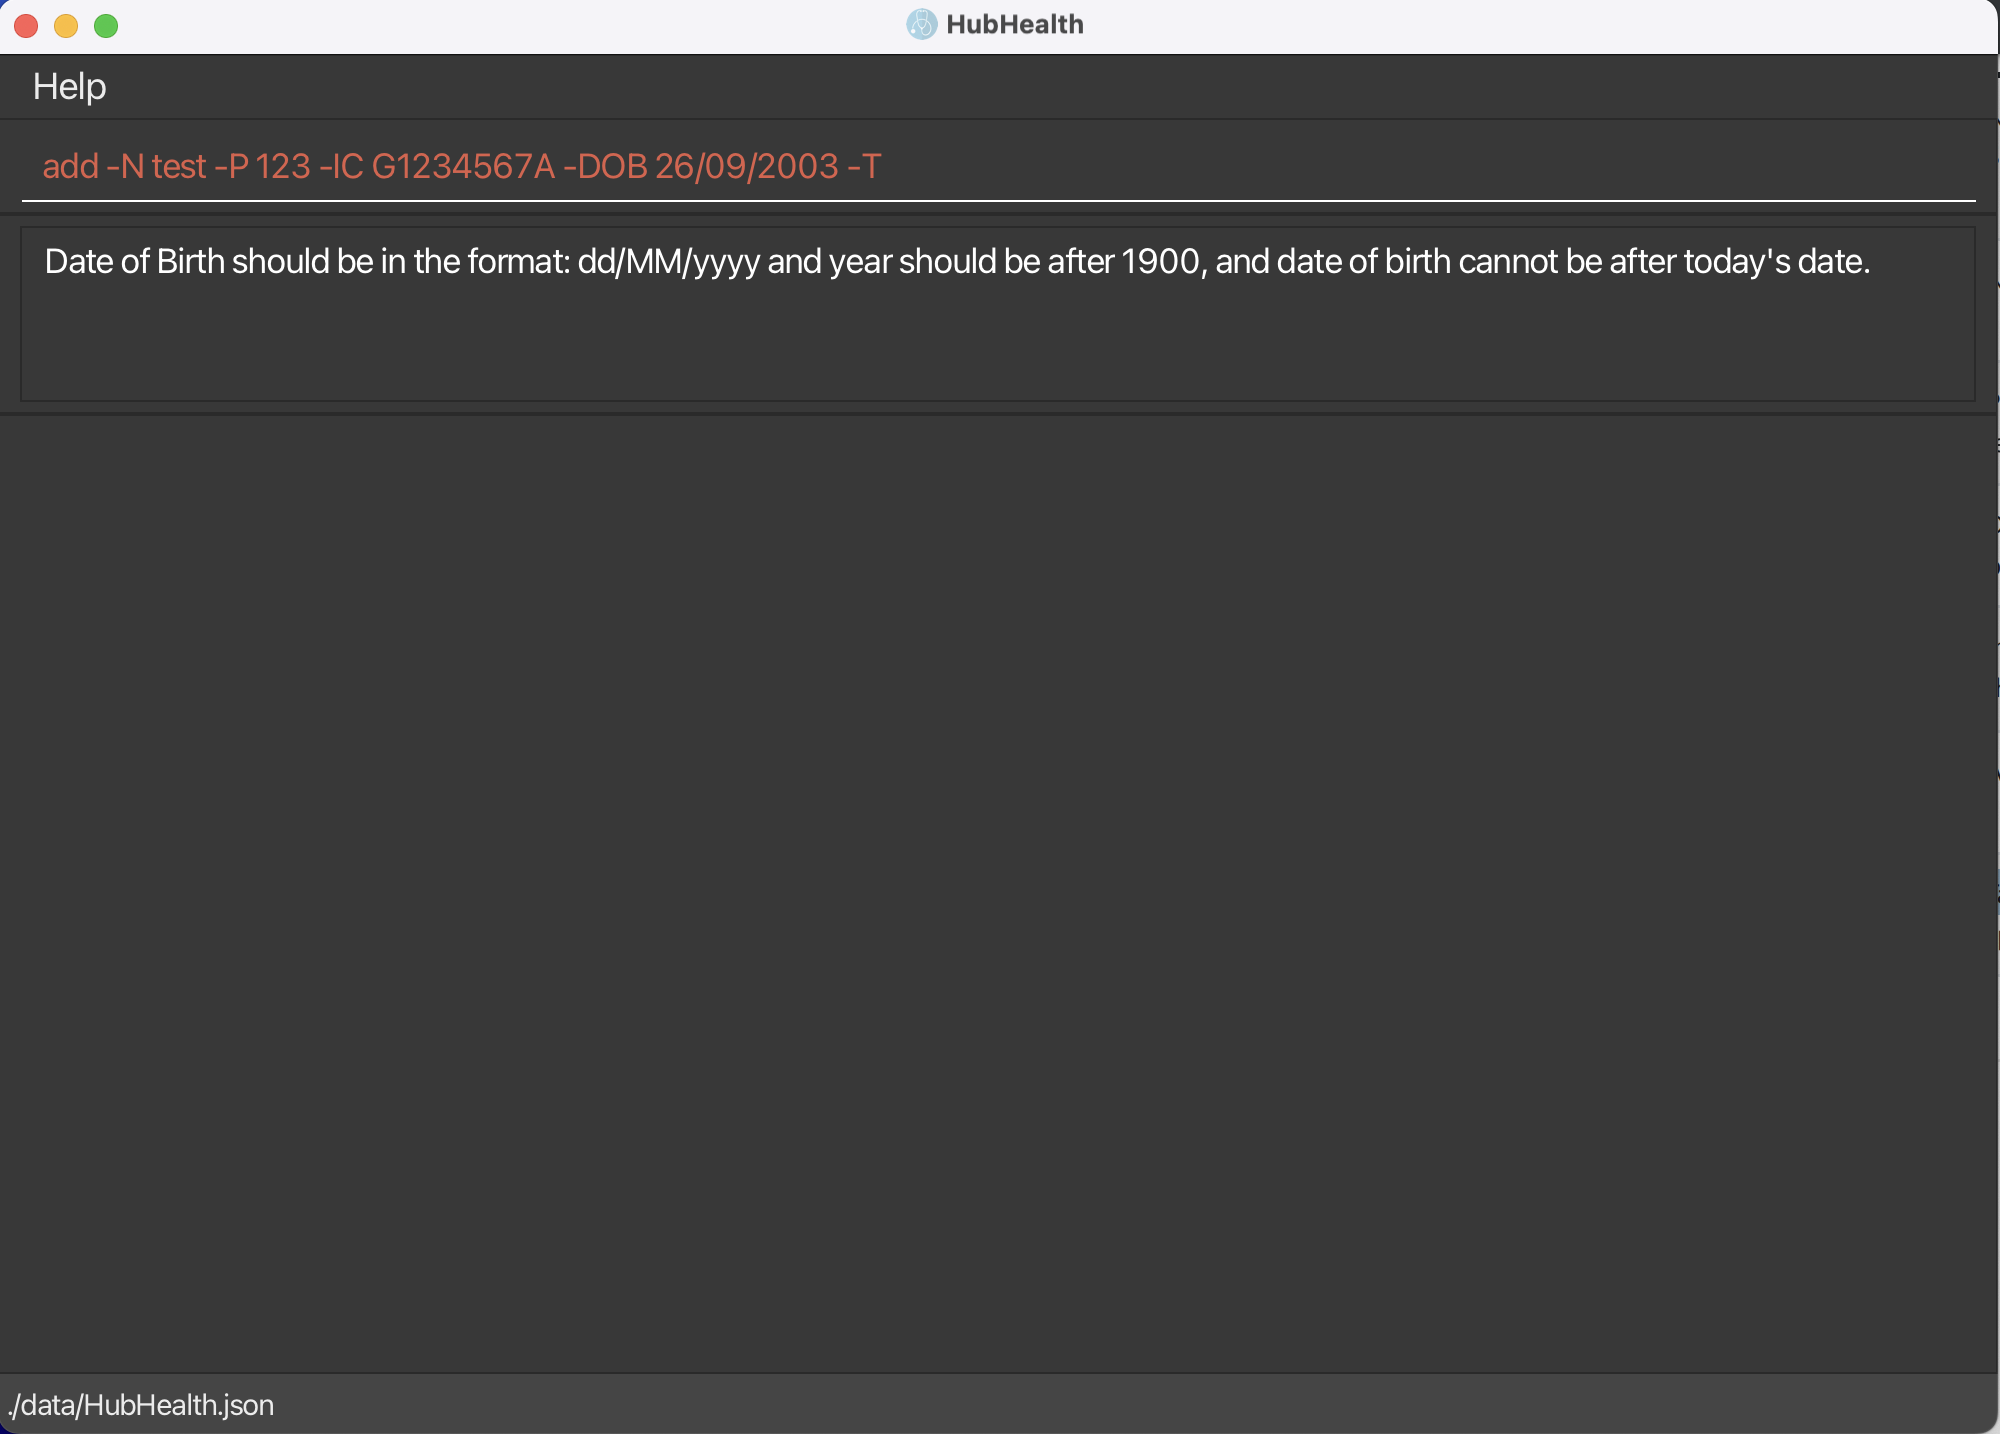 HubHealth
Help
add -N test -P 123 -IC G1234567A -DOB 26/09/2003 -T
Date of Birth should be in the format: dd/MM/yyyy and year should be after 1900, and date of birth cannot be after today's date.
./data/HubHealth.json